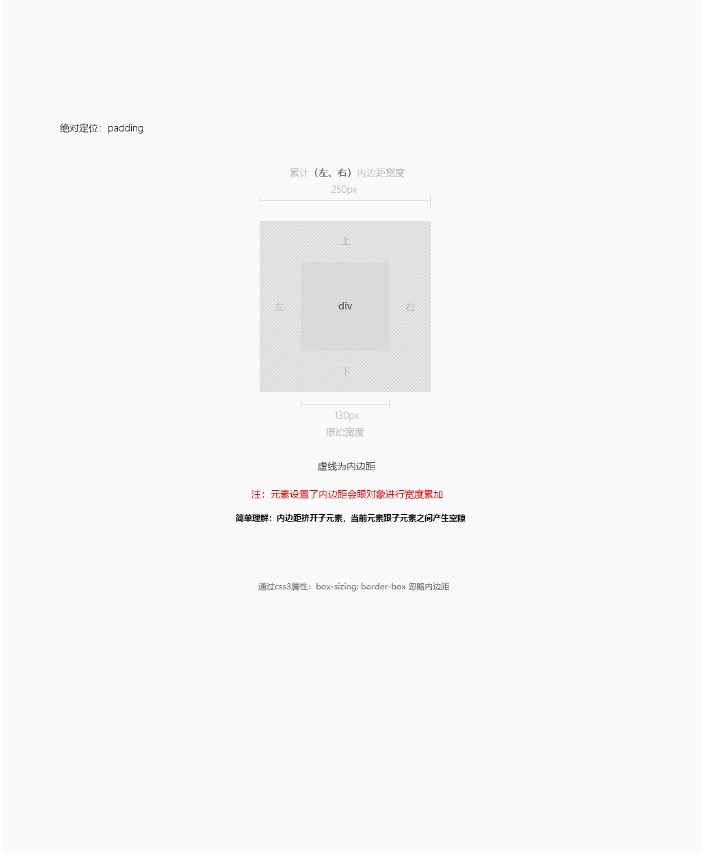 绝对定位：padding
累计（左、右）内边距宽度
250px
上
左 div 右
下
130px
原始宽度
虚线为内边距
注：元素设置了内边距会跟对象进行宽度累加
简单理解：内边距挤开子元素，当前元素跟子元素之间产生空隙
通过css3属性：box-sizing: border-box 忽略内边距